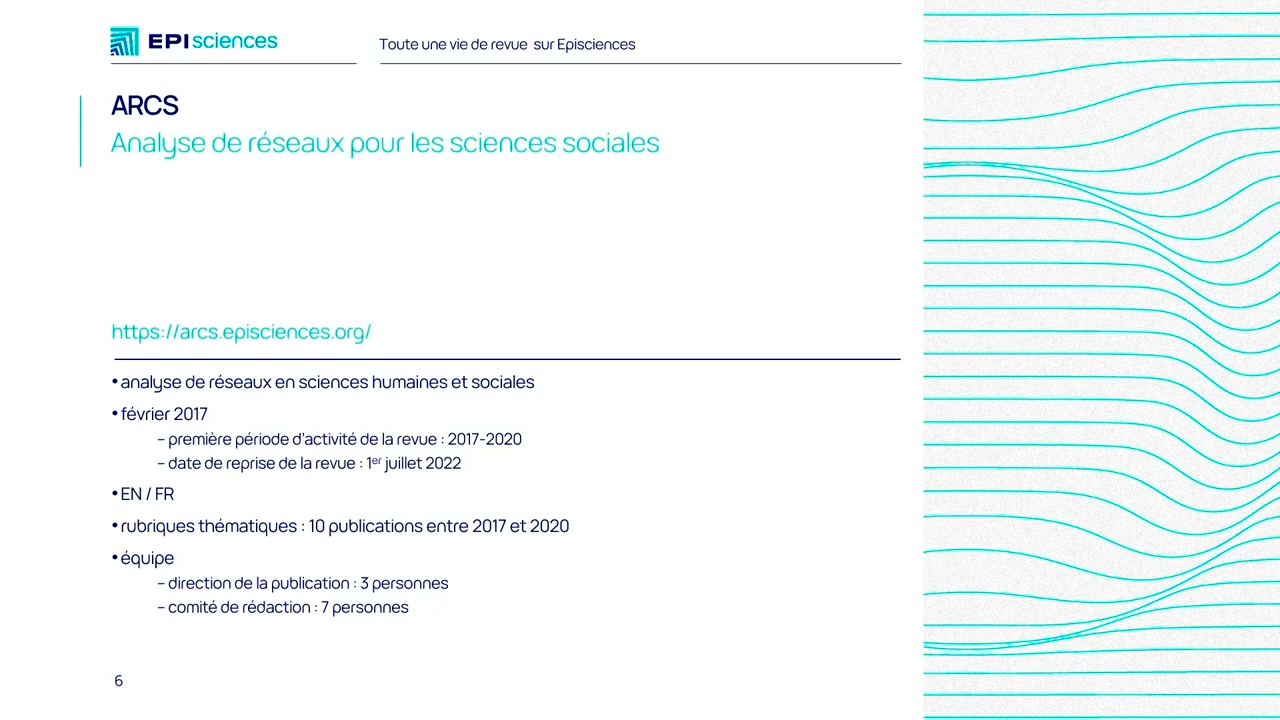 EPIsciences
Toute une vie de revue sur Episciences
ARCS
Analyse de réseaux pour les sciences sociales
https://arcs.episciences.org/
• analyse de réseaux en sciences humaines et sociales
• février 2017
– première période d'activité de la revue : 2017-2020
– date de reprise de la revue : 1er juillet 2022
• EN / FR
• rubriques thématiques : 10 publications entre 2017 et 2020
• équipe
– direction de la publication : 3 personnes
– comité de rédaction : 7 personnes
6